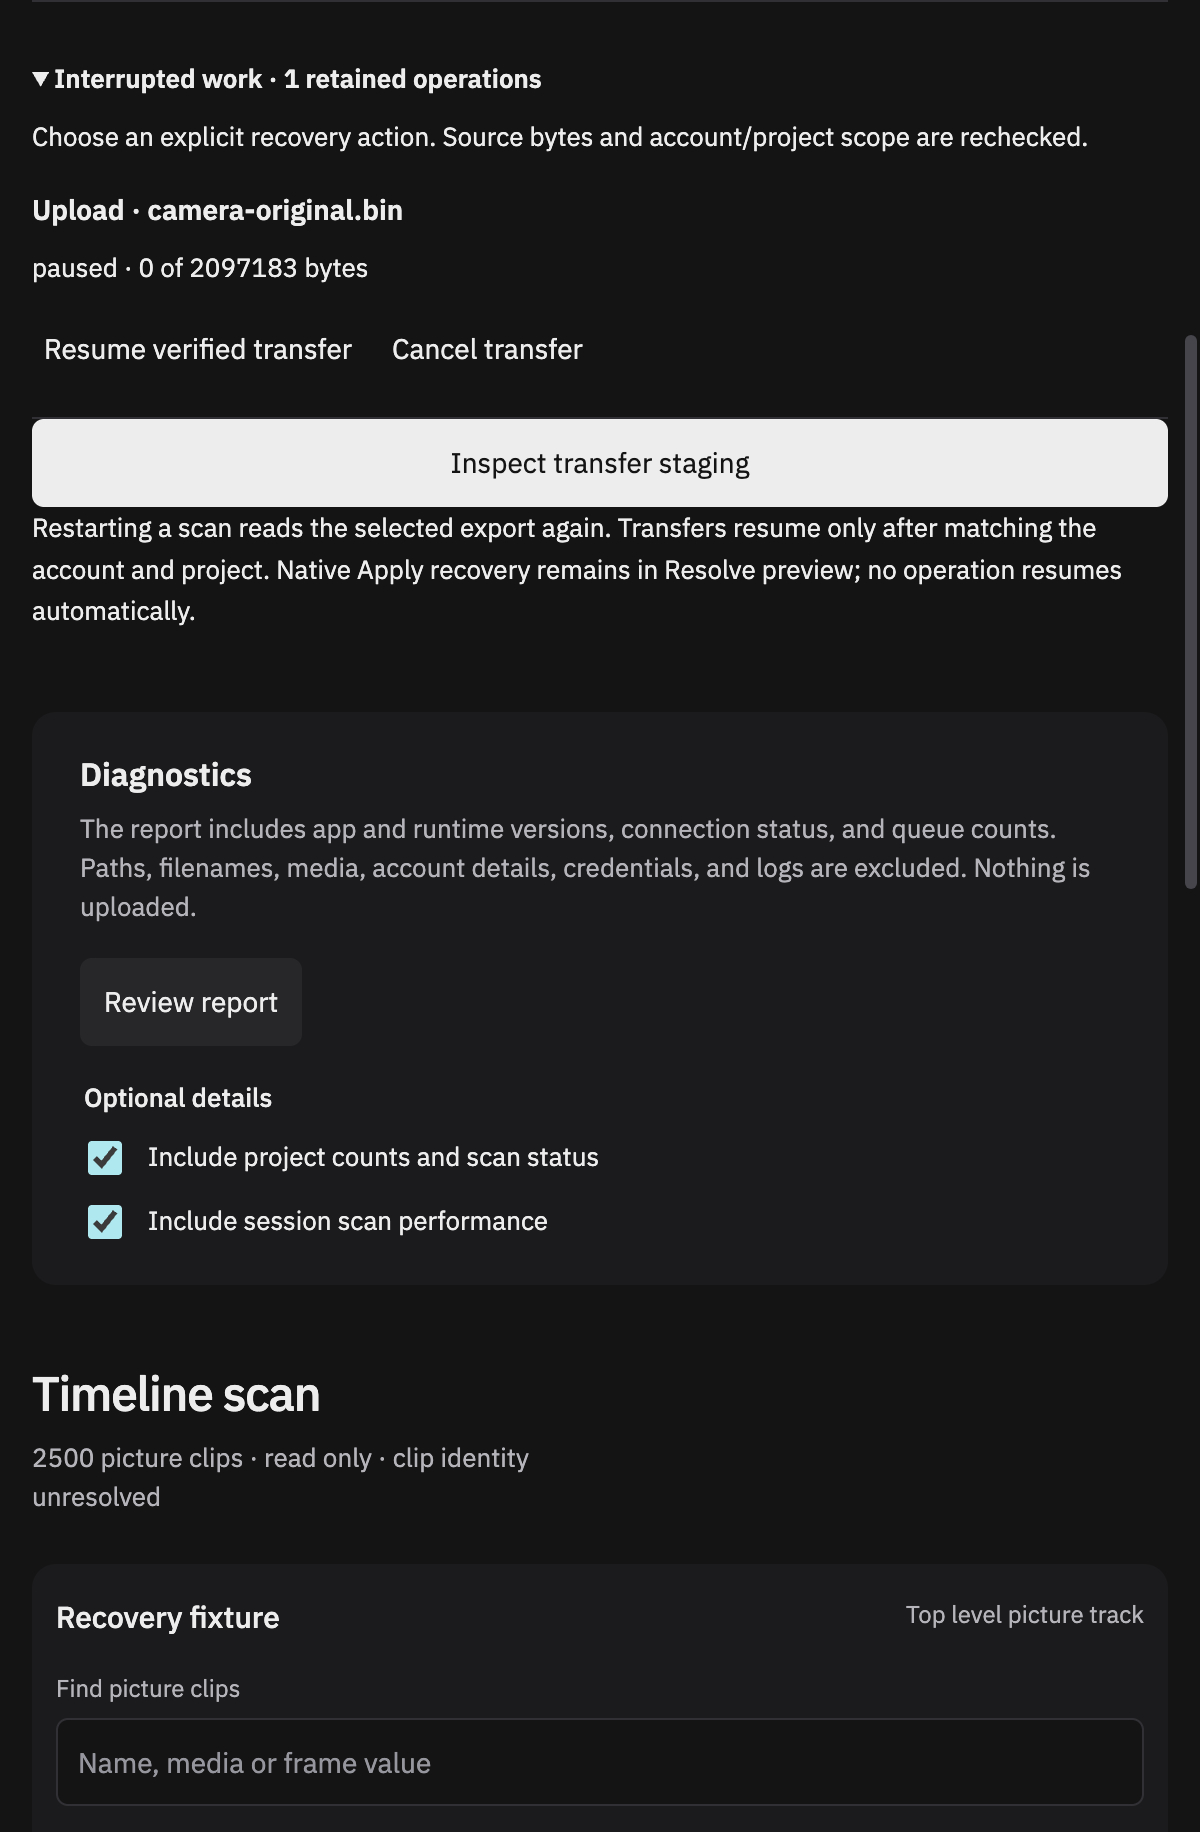 Interrupted work · 1 retained operations
Choose an explicit recovery action. Source bytes and account/project scope are rechecked.
Upload · camera-original.bin
paused · 0 of 2097183 bytes
Resume verified transfer Cancel transfer
Inspect transfer staging
Restarting a scan reads the selected export again. Transfers resume only after matching the
account and project. Native Apply recovery remains in Resolve preview; no operation resumes
automatically.
Diagnostics
The report includes app and runtime versions, connection status, and queue counts.
Paths, filenames, media, account details, credentials, and logs are excluded. Nothing is
uploaded.
Review report
Optional details
Include project counts and scan status
Include session scan performance
Timeline scan
2500 picture clips · read only · clip identity
unresolved
Recovery fixture Top level picture track
Find picture clips
Name, media or frame value